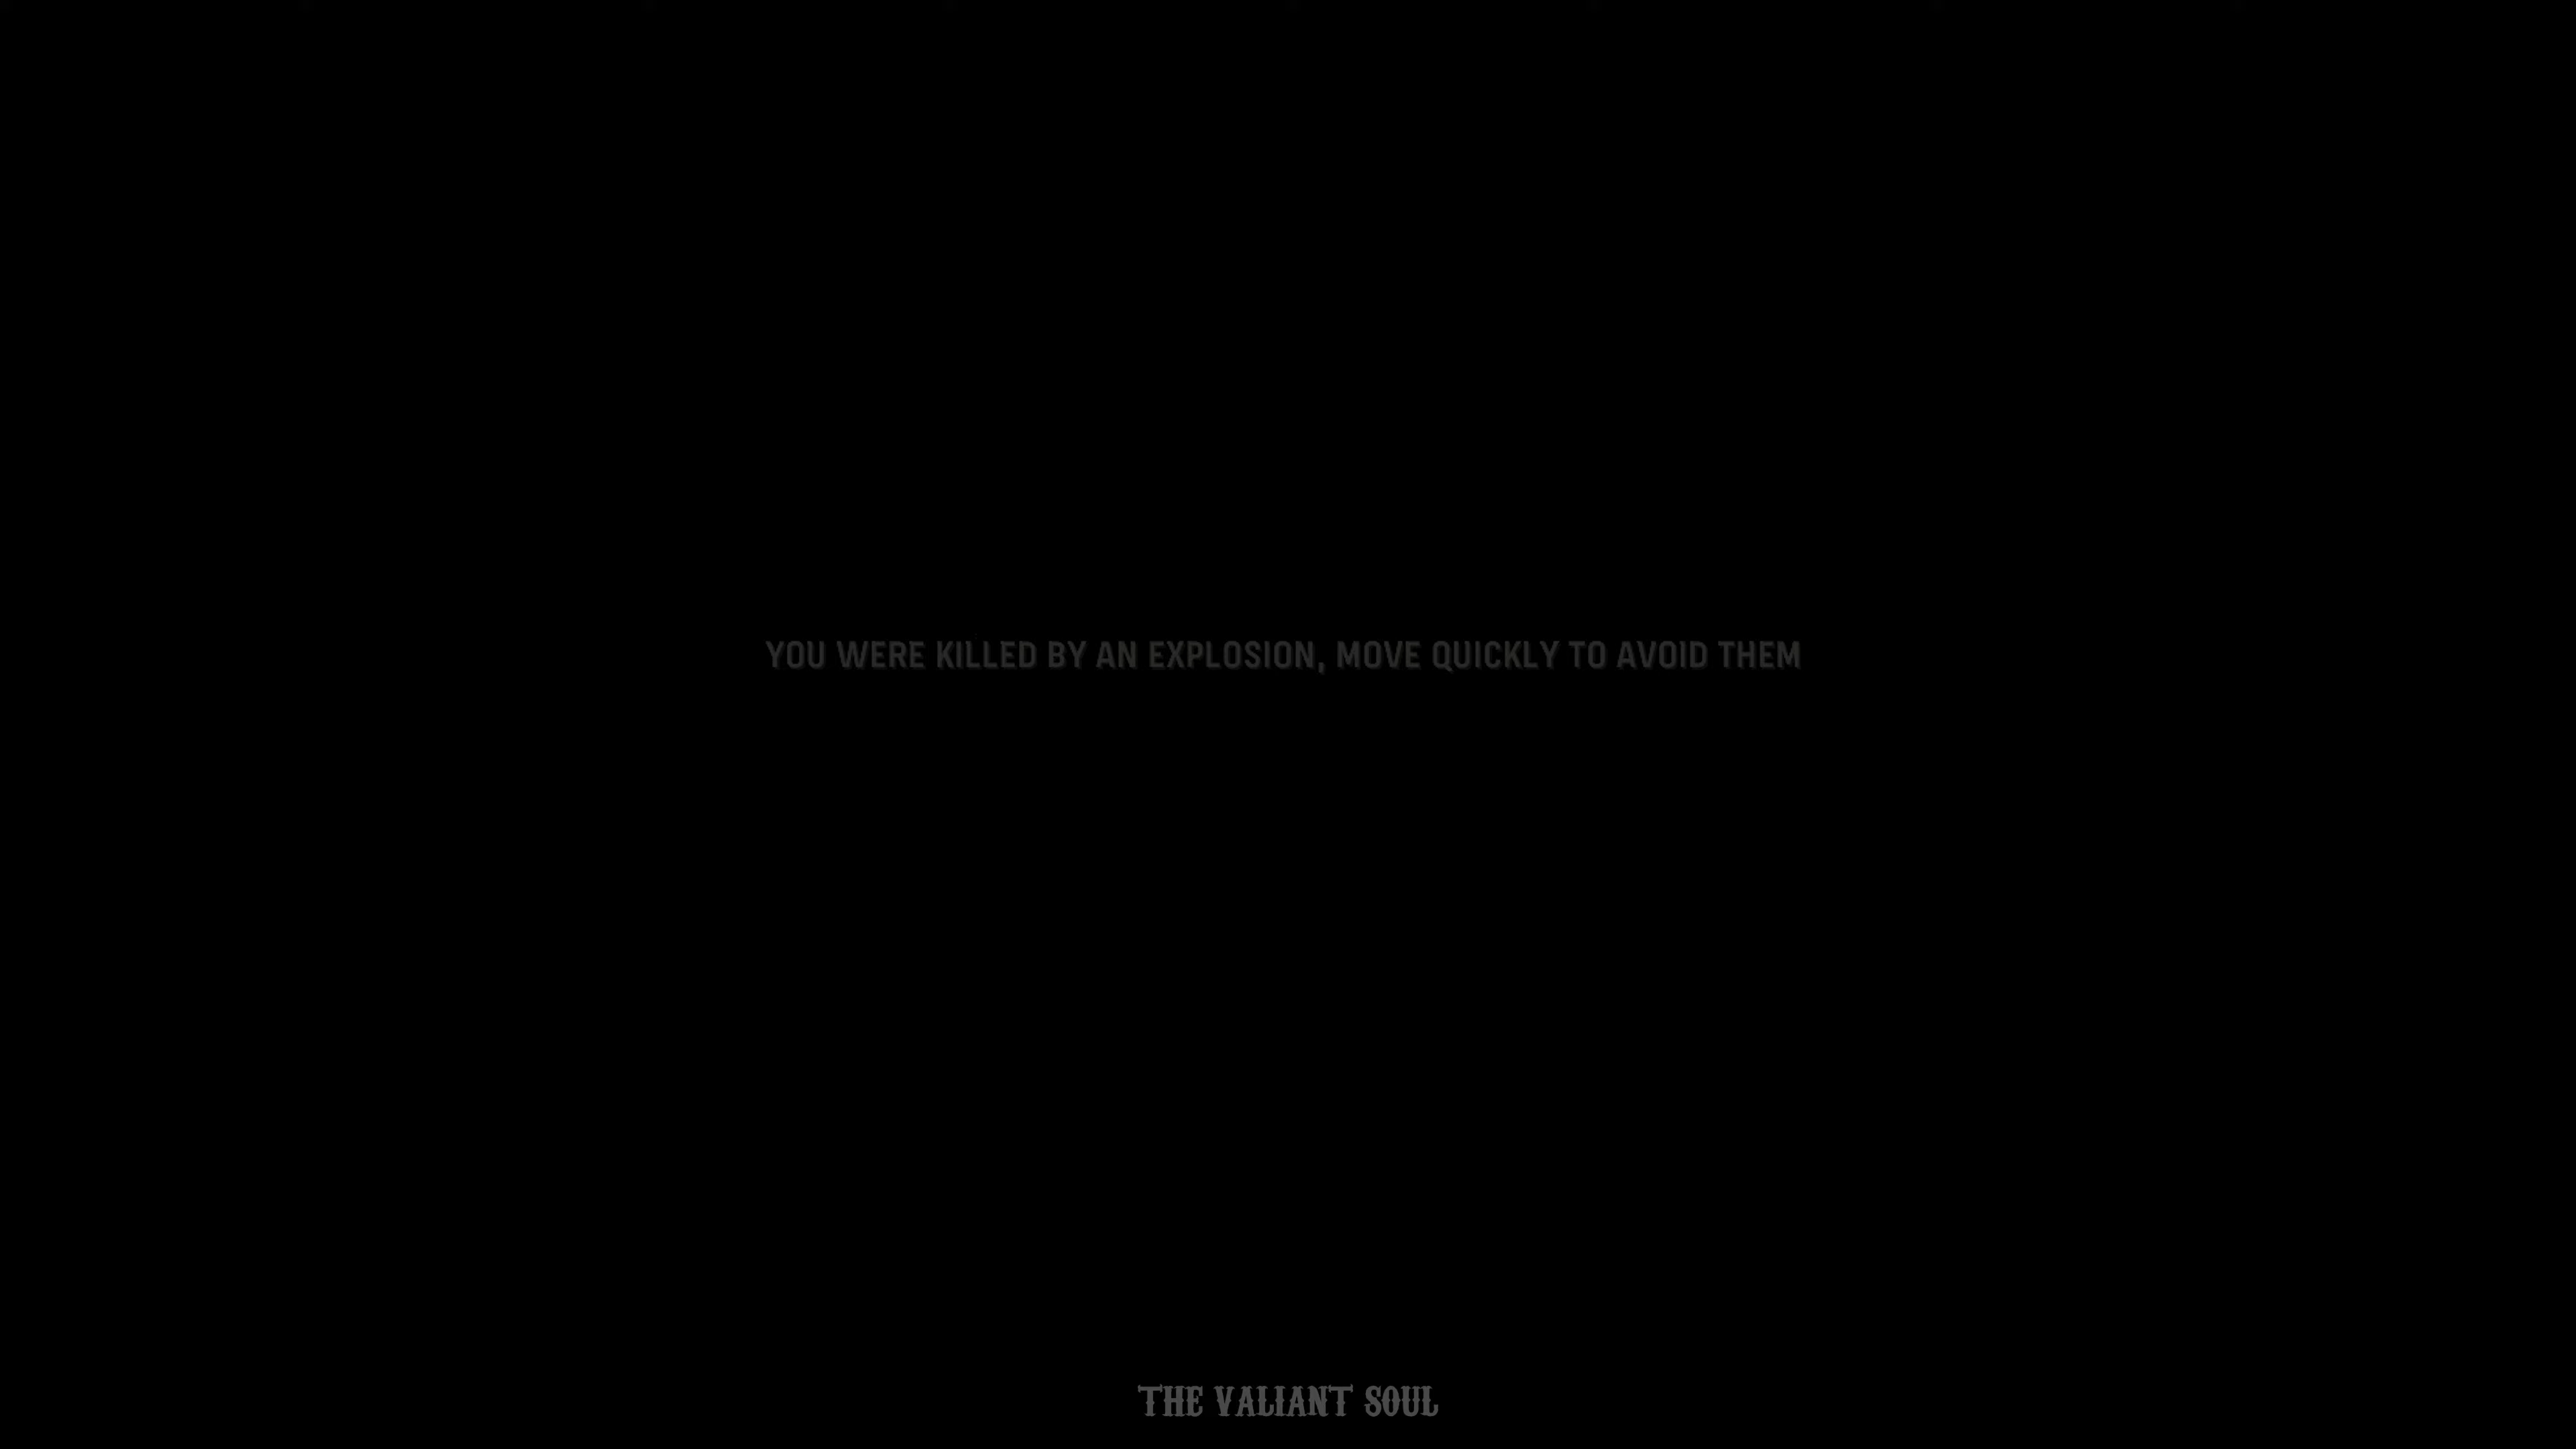 YOU WERE KILLED BY AN EXPLOSION, MOVE QUICKLY TO AVOID THEM
THE VALIANT SOUL